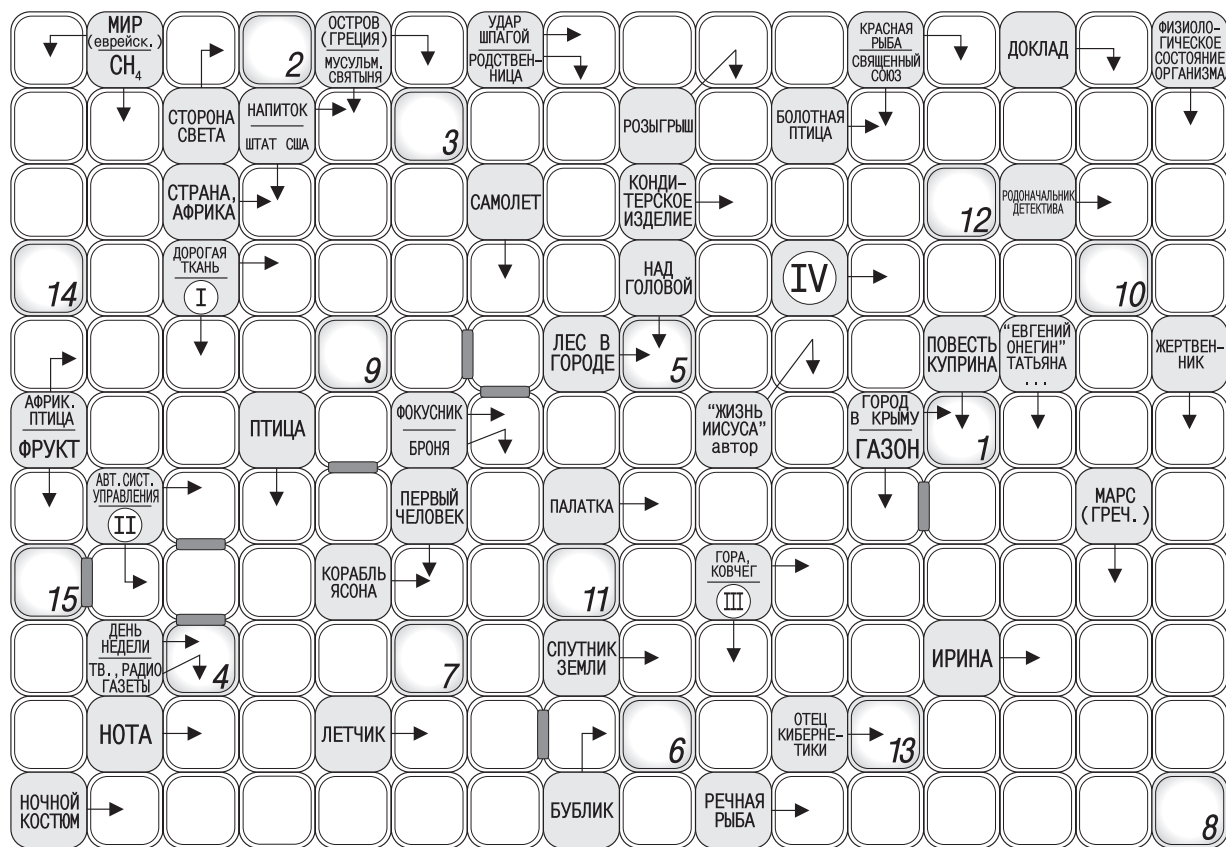 МИР
(еврейск.)
CH4
2
ОСТРОВ
(ГРЕЦИЯ)
МУСУЛЬМ.
СВЯТЫНЯ
УДАР
ШПАГОЙ
РОДСТВЕН-
НИЦА
КРАСНАЯ
РЫБА
СВЯЩЕННЫЙ
СОЮЗ
ДОКЛАД
ФИЗИОЛО-
ГИЧЕСКОЕ
СОСТОЯНИЕ
ОРГАНИЗМА
СТОРОНА
СВЕТА
НАПИТОК
ШТАТ США
3
РОЗЫГРЫШ
БОЛОТНАЯ
ПТИЦА
СТРАНА,
АФРИКА
САМОЛЕТ
КОНДИ-
ТЕРСКОЕ
ИЗДЕЛИЕ
12
РОДОНАЧАЛЬНИК
ДЕТЕКТИВА
14
ДОРОГАЯ
ТКАНЬ
I
НАД
ГОЛОВОЙ
IV
10
9
ЛЕС В
ГОРОДЕ
5
ПОВЕСТЬ
КУПРИНА
"ЕВГЕНИЙ
ОНЕГИН"
ТАТЬЯНА
...
ЖЕРТВЕН-
НИК
АФРИК.
ПТИЦА
ФРУКТ
ПТИЦА
ФОКУСНИК
БРОНЯ
"ЖИЗНЬ
ИИСУСА"
автор
ГОРОД
В КРЫМУ
ГАЗОН
1
АВТ.СИСТ.
УПРАВЛЕНИЯ
II
ПЕРВЫЙ
ЧЕЛОВЕК
ПАЛАТКА
МАРС
(ГРЕЧ.)
15
КОРАБЛЬ
ЯСОНА
11
ГОРА,
КОВЧЕГ
III
ДЕНЬ
НЕДЕЛИ
ТВ.,РАДИО
ГАЗЕТЫ
4
7
СПУТНИК
ЗЕМЛИ
ИРИНА
НОТА
ЛЕТЧИК
6
ОТЕЦ
КИБЕРНЕ-
ТИКИ
13
НОЧНОЙ
КОСТЮМ
БУБЛИК
РЕЧНАЯ
РЫБА
8